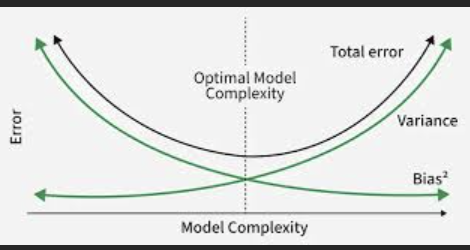 Total error
Optimal Model
Complexity
Error
Variance
Bias²
Model Complexity